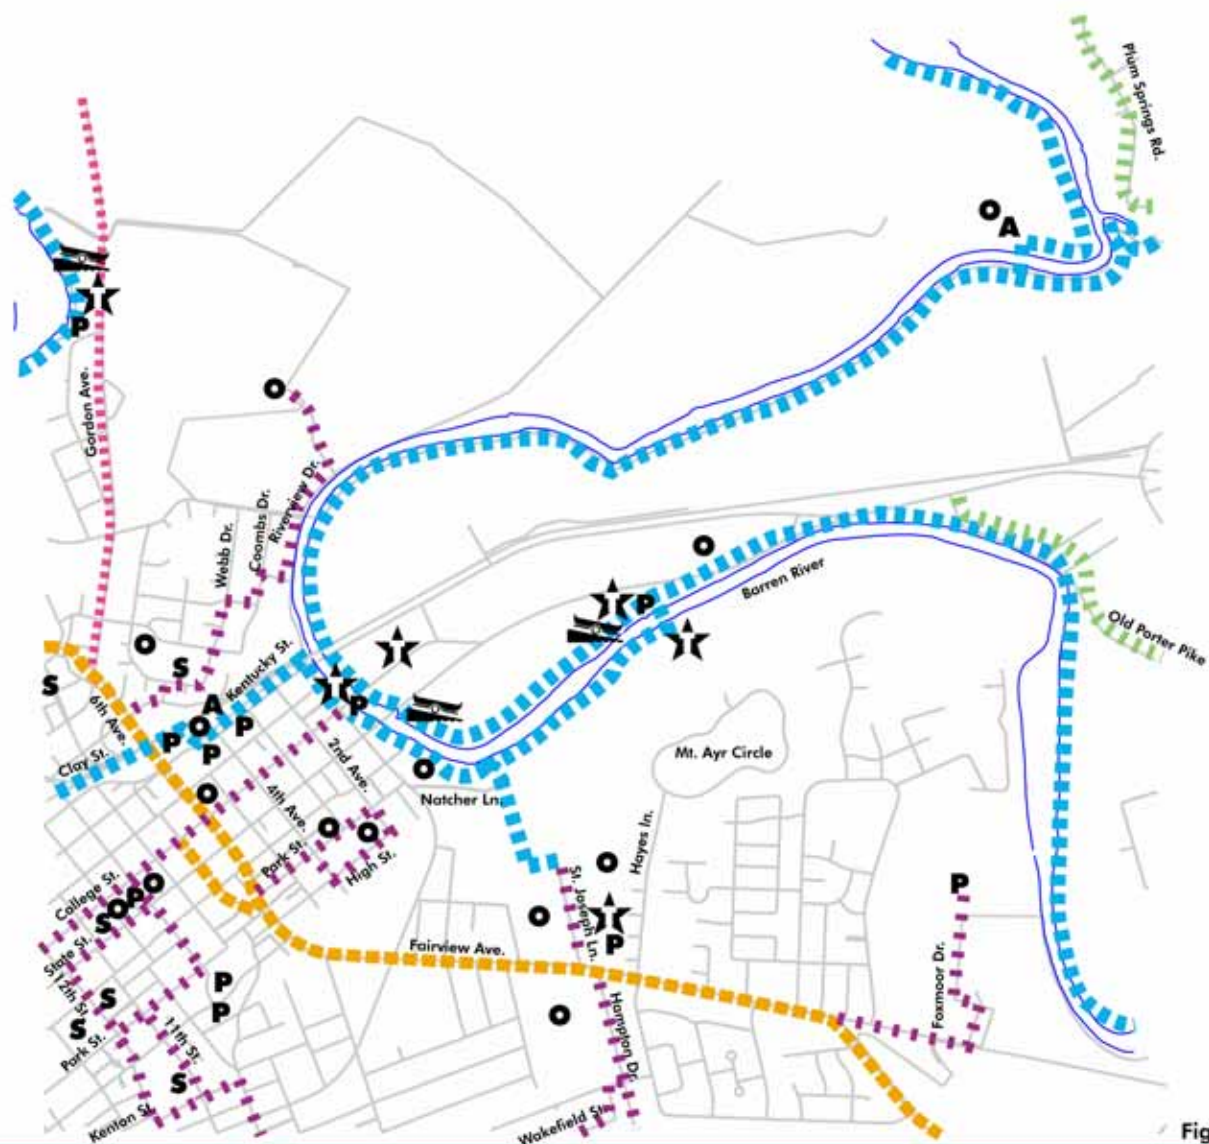 Plum Springs Rd.
O
A
T
P
Gordon Ave.
O
Riverview Dr.
Coombs Dr.
Webb Dr.
O
Barren River
T
P
T
Old Porter Pike
T
O
S
S
Kentucky St.
T
P
A
O
P
P
P
6th Ave.
Clay St.
2nd Ave.
Mt. Ayr Circle
O
Natcher Ln.
O
4th Ave.
O
O
Park St.
High St.
Hayes ln.
O
St. Joseph Ln.
T
P
O
P
College St.
O
P
O
S
State St.
Fairview Ave.
Foxmoor Dr.
12th St.
P
P
S
S
Park St.
11th St.
S
O
Hampton Dr.
Kenton St.
Wakefield St.
Fig